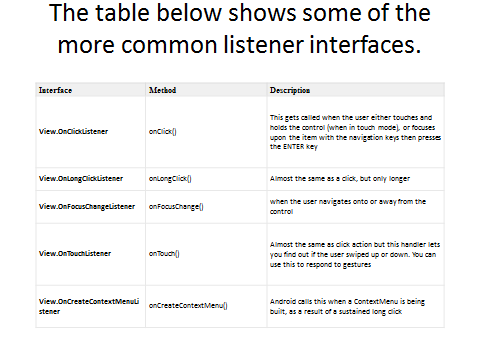 The table below shows some of the
more common listener interfaces.
Interface Method Description
View.OnClickListener onClick() This gets called when the user either touches and
holds the control (when in touch mode), or focuses
upon the item with the navigation keys then presses
the ENTER key
View.OnLongClickListener onLongClick() Almost the same as a click, but only longer
View.OnFocusChangeListener onFocusChange() when the user navigates onto or away from the
control
View.OnTouchListener onTouch() Almost the same as click action but this handler lets
you find out if the user swiped up or down. You can
use this to respond to gestures
View.OnCreateContextMenuLi
stener onCreateContextMenu() Android calls this when a ContextMenu is being
built, as a result of a sustained long click